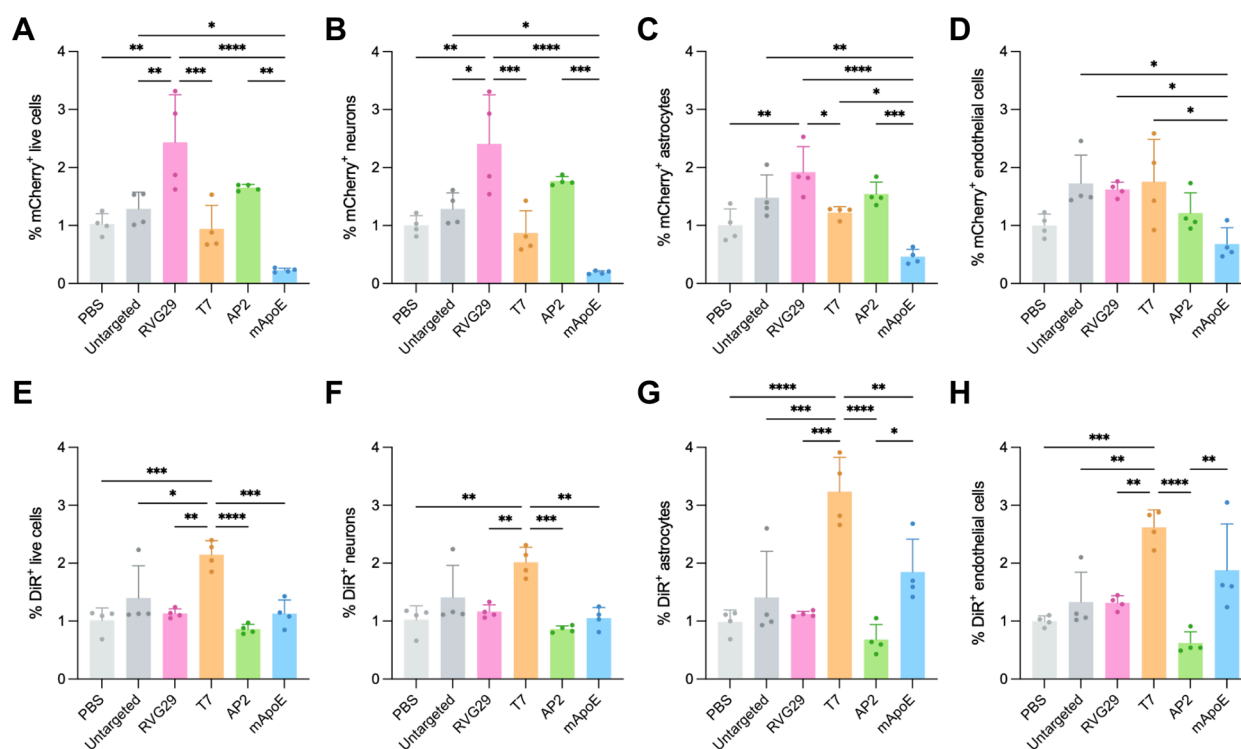 A
B
C
D
*
** ****
** *** **
% mCherry⁺ live cells
4
3
2
1
0
PBS
Untargeted
RVG29
T7
AP2
mApoE
*
** ****
* *** ***
% mCherry⁺ neurons
4
3
2
1
0
PBS
Untargeted
RVG29
T7
AP2
mApoE
**
****
*
** * ***
% mCherry⁺ astrocytes
4
3
2
1
0
PBS
Untargeted
RVG29
T7
AP2
mApoE
*
*
*
% mCherry⁺ endothelial cells
4
3
2
1
0
PBS
Untargeted
RVG29
T7
AP2
mApoE
E
F
G
H
***
* ***
** ****
% DiR⁺ live cells
4
3
2
1
0
PBS
Untargeted
RVG29
T7
AP2
mApoE
** **
** ***
% DiR⁺ neurons
4
3
2
1
0
PBS
Untargeted
RVG29
T7
AP2
mApoE
**** **
*** ****
*** *
% DiR⁺ astrocytes
4
3
2
1
0
PBS
Untargeted
RVG29
T7
AP2
mApoE
***
** **
** ****
% DiR⁺ endothelial cells
4
3
2
1
0
PBS
Untargeted
RVG29
T7
AP2
mApoE